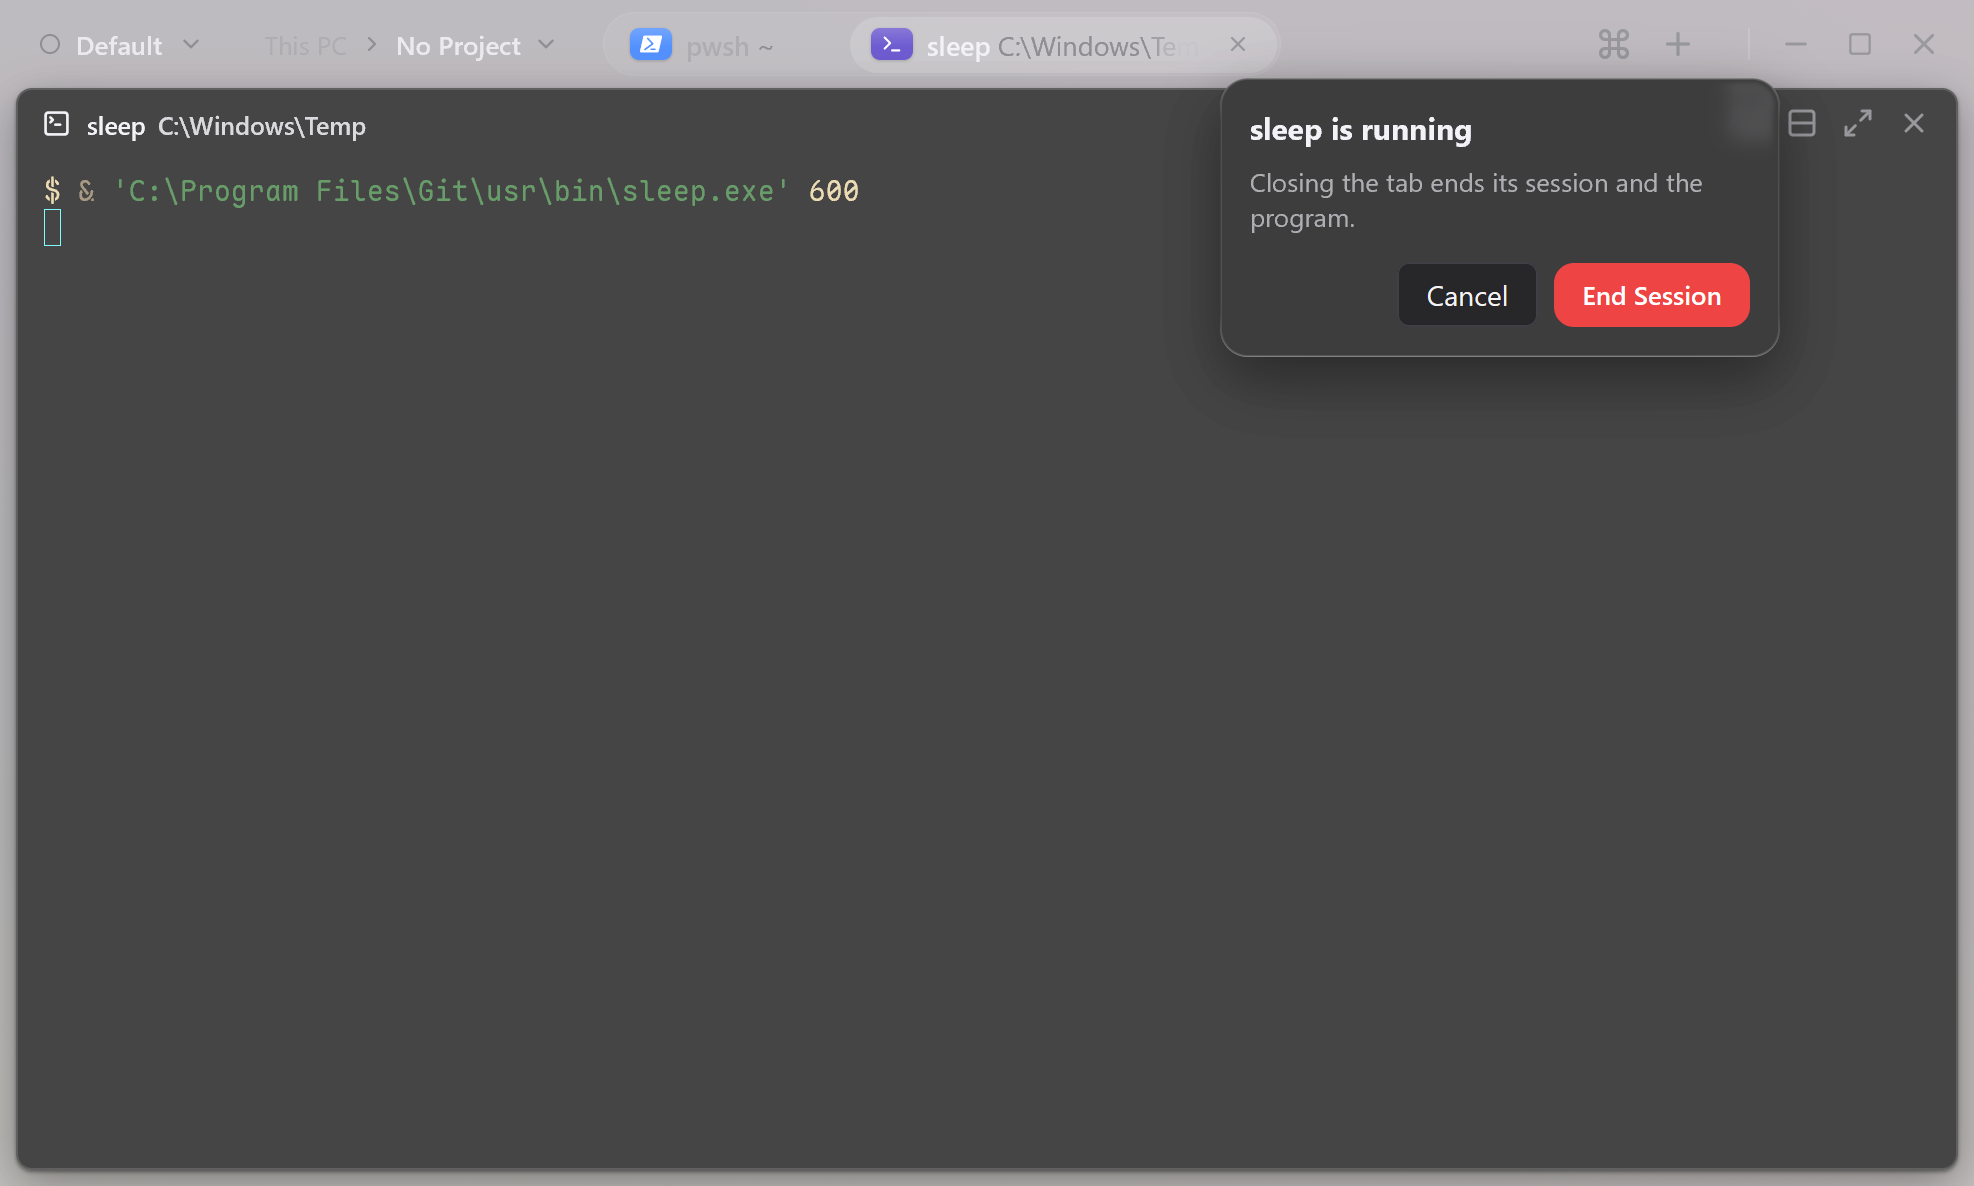 Default
This PC > No Project
pwsh ~
sleep C:\Windows\Tem
sleep C:\Windows\Temp
$ & 'C:\Program Files\Git\usr\bin\sleep.exe' 600
sleep is running
Closing the tab ends its session and the
program.
Cancel
End Session